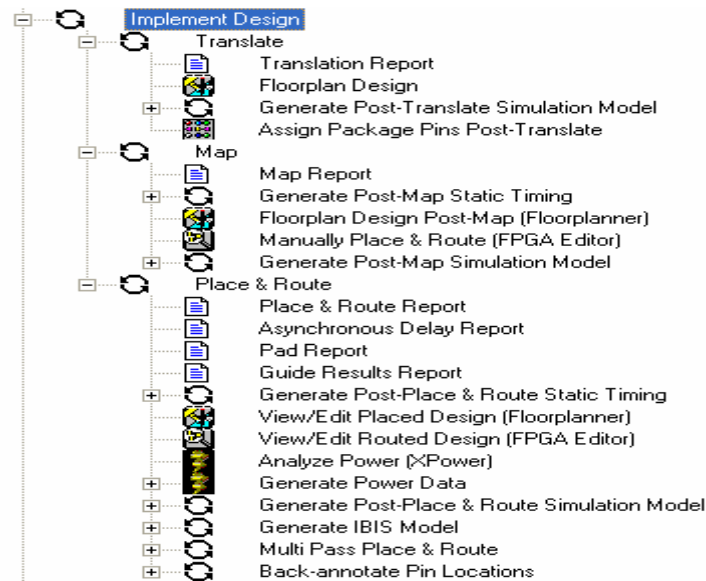 Implement Design
Translate
Translation Report
Floorplan Design
Generate Post-Translate Simulation Model
Assign Package Pins Post-Translate
Map
Map Report
Generate Post-Map Static Timing
Floorplan Design Post-Map (Floorplanner)
Manually Place & Route (FPGA Editor)
Generate Post-Map Simulation Model
Place & Route
Place & Route Report
Asynchronous Delay Report
Pad Report
Guide Results Report
Generate Post-Place & Route Static Timing
View/Edit Placed Design (Floorplanner)
View/Edit Routed Design (FPGA Editor)
Analyze Power (XPower)
Generate Power Data
Generate Post-Place & Route Simulation Model
Generate IBIS Model
Multi Pass Place & Route
Back-annotate Pin Locations